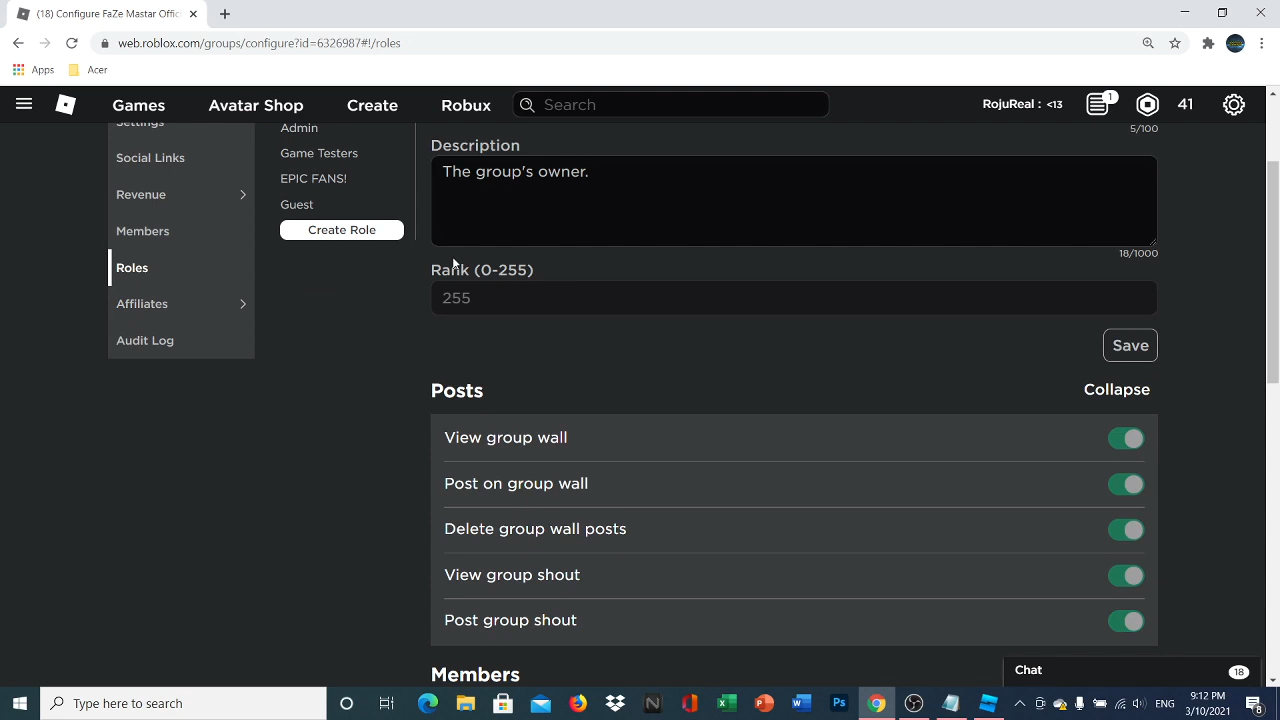 (18) Configure FaZe Mastar Offic
web.roblox.com/groups/configure?id=6326987#!/roles
Apps
Acer
Games
Avatar Shop
Create
Robux
Search
RojuReal : <13
1
41
Settings
Social Links
Revenue
Members
Roles
Affiliates
Audit Log
Admin
Game Testers
EPIC FANS!
Guest
Create Role
5/100
Description
The group's owner.
18/1000
Rank (0-255)
255
Save
Posts
Collapse
View group wall
Post on group wall
Delete group wall posts
View group shout
Post group shout
Members
Chat
18
Type here to search
ENG
9:12 PM
3/10/2021
8